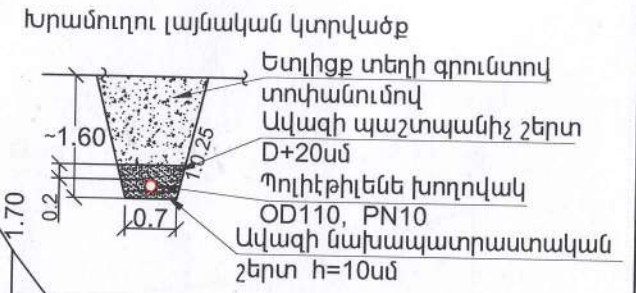 Խրամուղու լայնական կտրվածք
Ետլիցք տեղի գրունտով
տոփանումով
Ավազի պաշտպանիչ շերտ
D+20սմ
Պոլիէթիլենե խողովակ
OD110, PN10
Ավազի նախապատրաստական
շերտ h=10սմ
~1.60
1:0.25
0.2
0.7
1.70